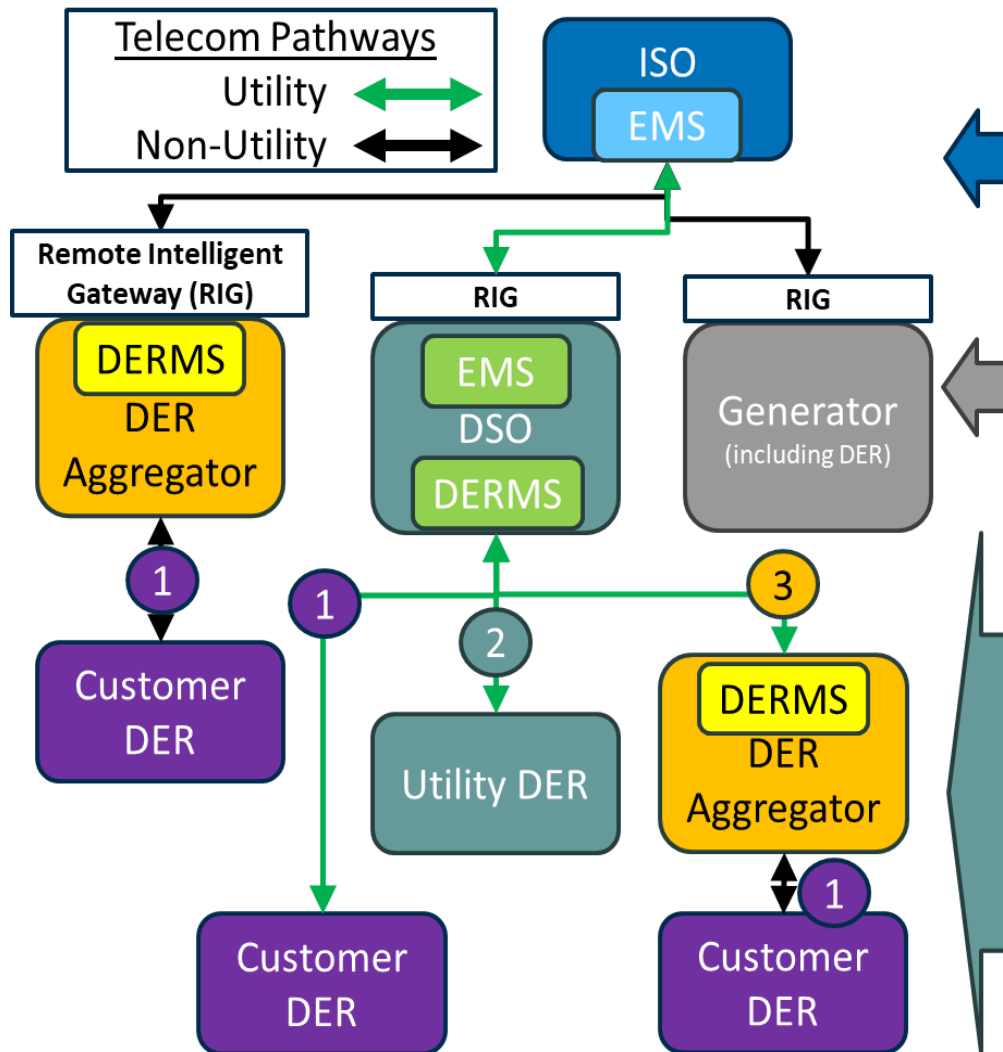 Telecom Pathways
Utility
Non-Utility
ISO
EMS
Remote Intelligent
Gateway (RIG)
RIG
RIG
DERMS
DER
Aggregator
EMS
DSO
DERMS
Generator
(including DER)
1
1
2
3
Customer
DER
Utility DER
DERMS
DER
Aggregator
1
Customer
DER
Customer
DER